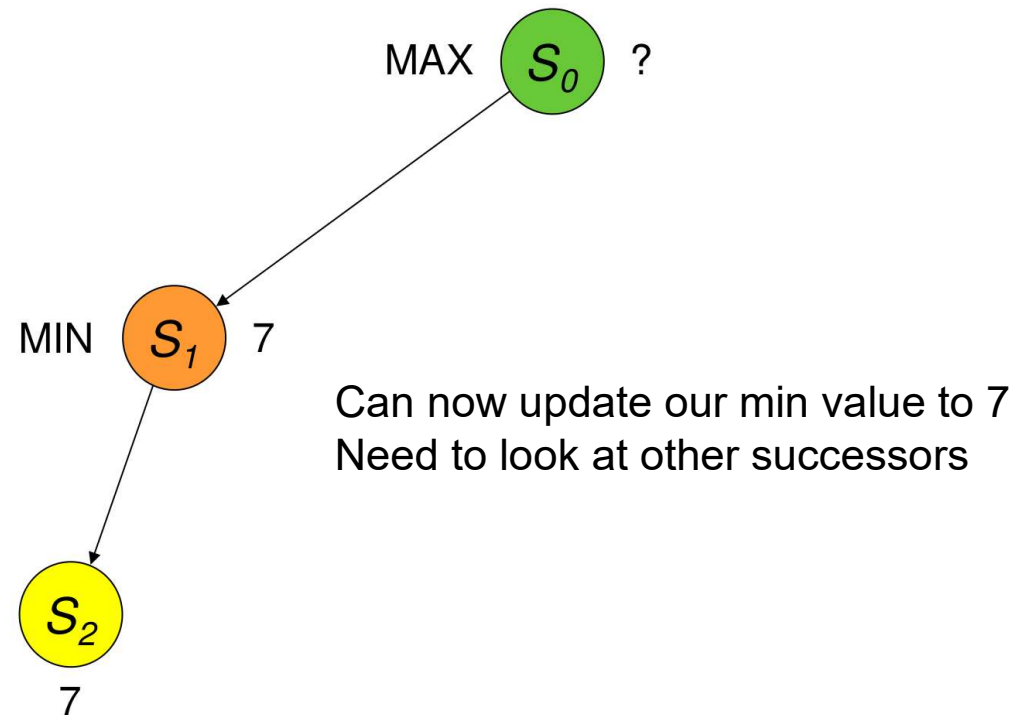 MAX S₀ ?
MIN S₁ 7
Can now update our min value to 7
Need to look at other successors
S₂
7